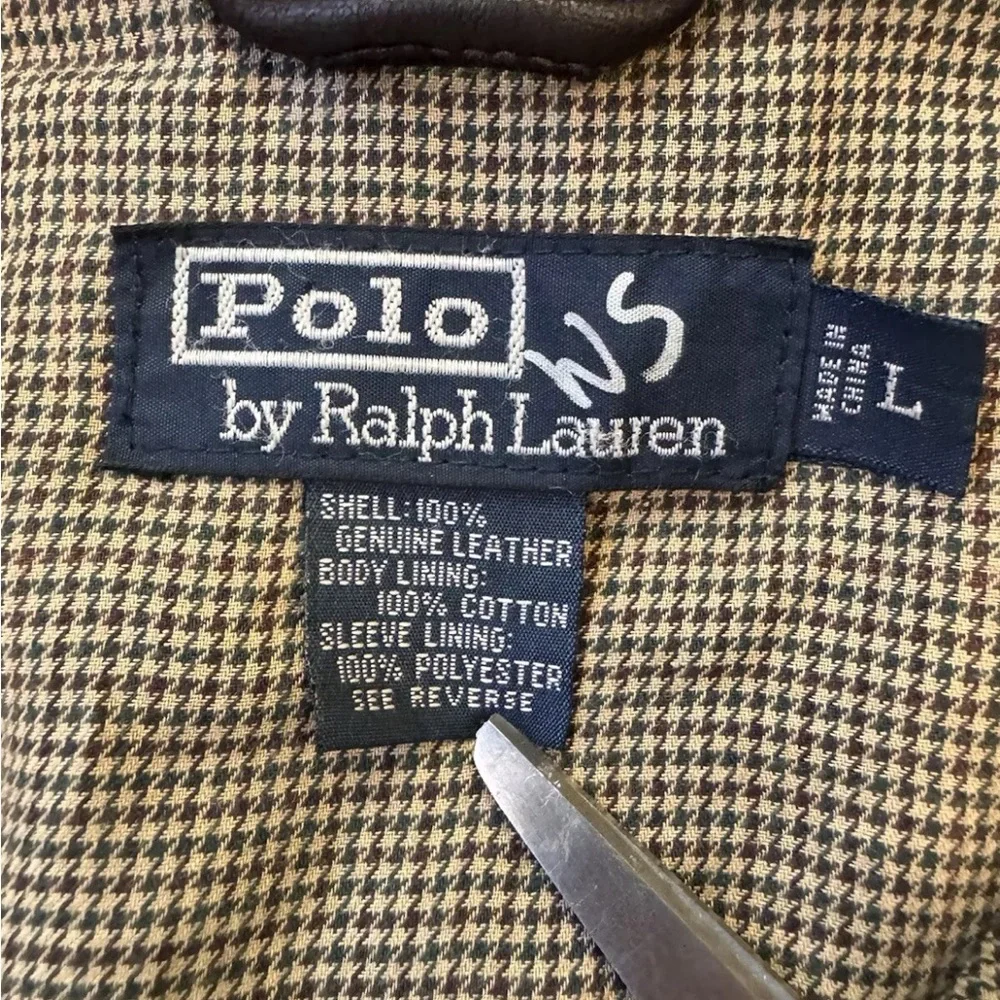 Polo
by Ralph Lauren
WS
MADE IN
CHINA
L
SHELL:100%
GENUINE LEATHER
BODY LINING:
100% COTTON
SLEEVE LINING:
100% POLYESTER
SEE REVERSE